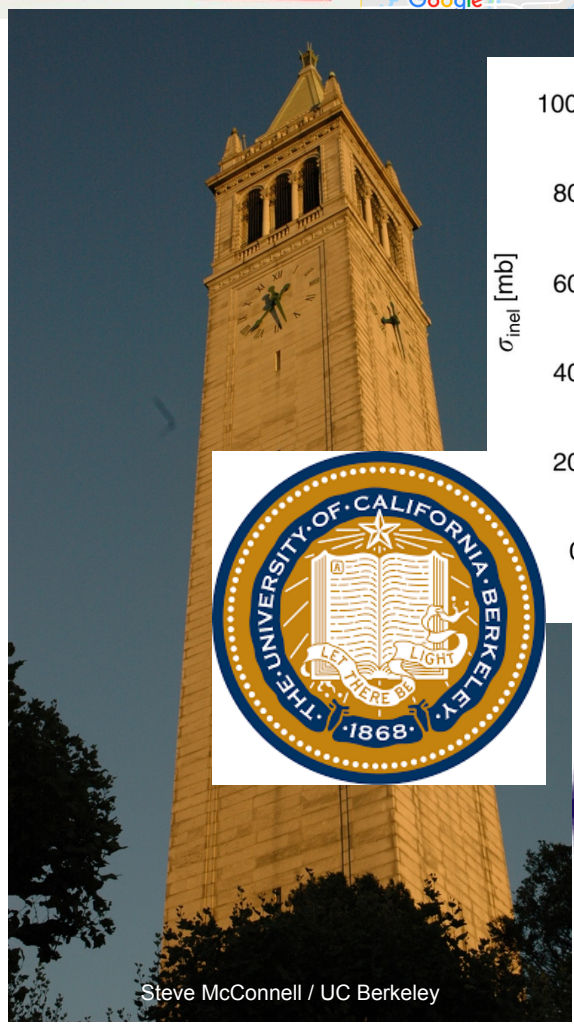 Google
100
80
60
40
20
0
σinel [mb]
THE·UNIVERSITY·OF·CALIFORNIA·BERKELEY
A
LET THERE BE LIGHT
·1868·
Steve McConnell / UC Berkeley